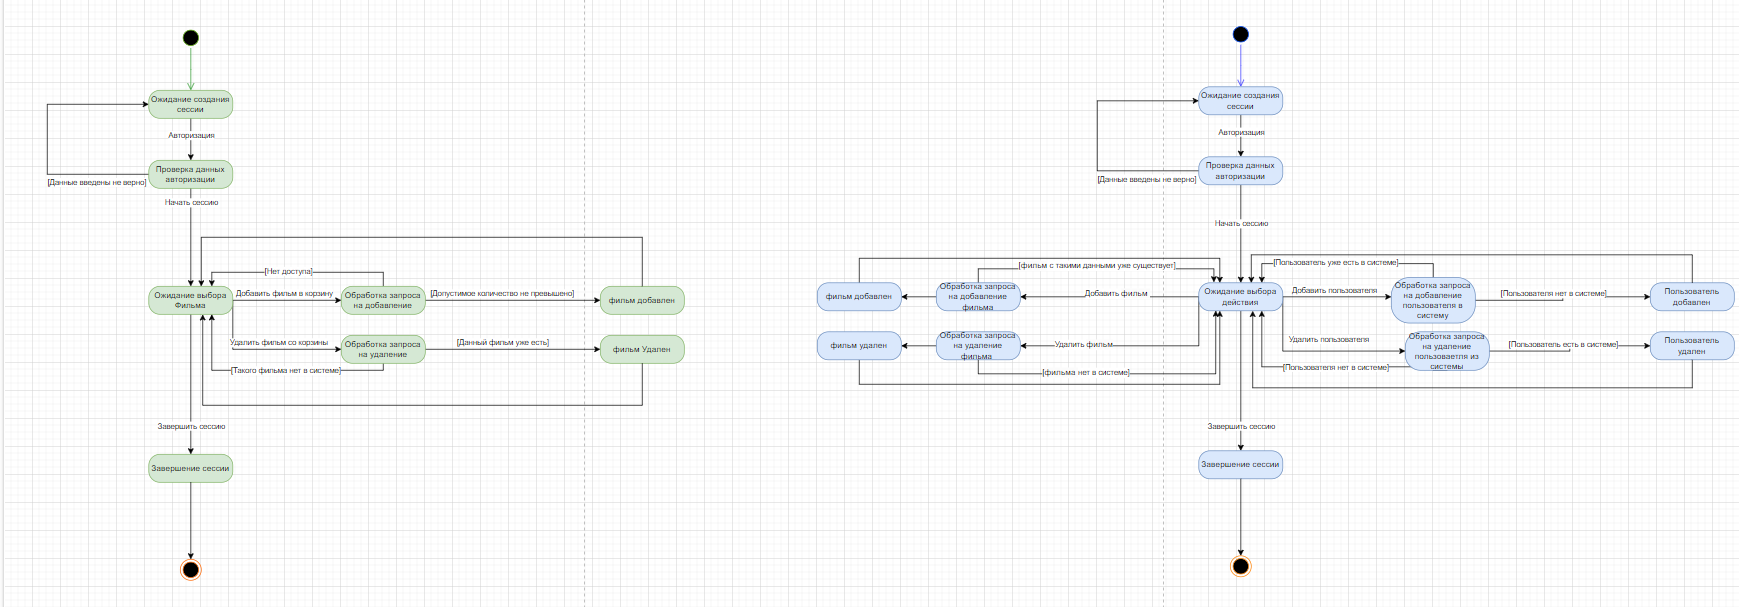 Ожидание создания
сессии
Авторизация
Проверка данных
авторизации
[Данные введены не верно]
Начать сессию
[Нет доступа]
Ожидание выбора
Фильма
Добавить фильм в корзину
Обработка запроса
на добавление
[Допустимое количество не превышено]
фильм добавлен
Удалить фильм со корзины
Обработка запроса
на удаление
[Данный фильм уже есть]
фильм Удален
[Такого фильма нет в системе]
Завершить сессию
Завершение сессии
Ожидание создания
сессии
Авторизация
Проверка данных
авторизации
[Данные введены не верно]
Начать сессию
[фильм с такими данными уже существует]
[Пользователь уже есть в системе]
фильм добавлен
Обработка запроса
на добавление
фильма
Добавить фильм
Ожидание выбора
действия
Добавить пользователя
Обработка запроса
на добавление
пользователя в
систему
[Пользователя нет в системе]
Пользователь
добавлен
фильм удален
Обработка запроса
на удаление
фильма
Удалить фильм
Удалить пользователя
Обработка запроса
на удаление
пользоваетля из
системы
[Пользователь есть в системе]
Пользователь
удален
[фильма нет в системе]
[Пользователя нет в системе]
Завершить сессию
Завершение сессии